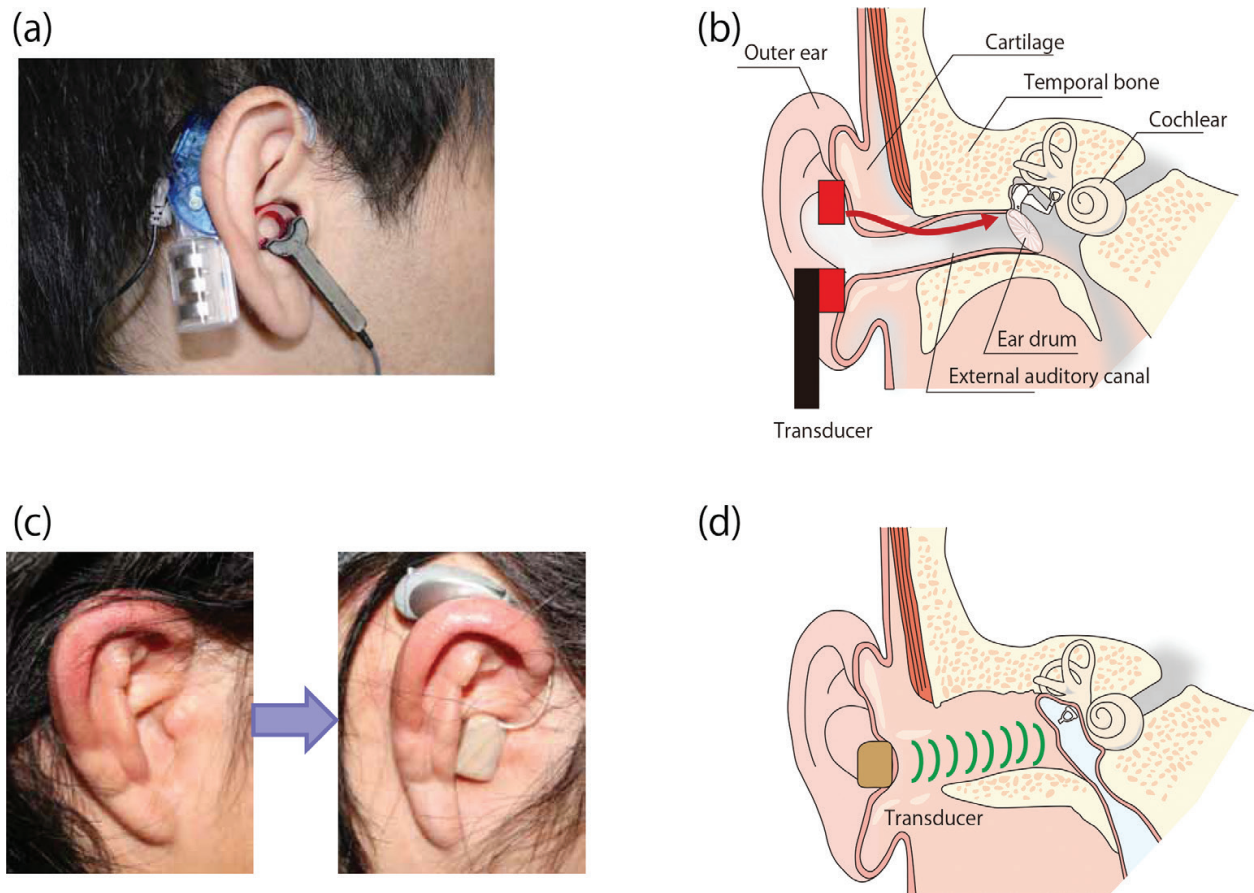 (a)
(b)
Outer ear
Cartilage
Temporal bone
Cochlear
Ear drum
External auditory canal
Transducer
(c)
(d)
Transducer